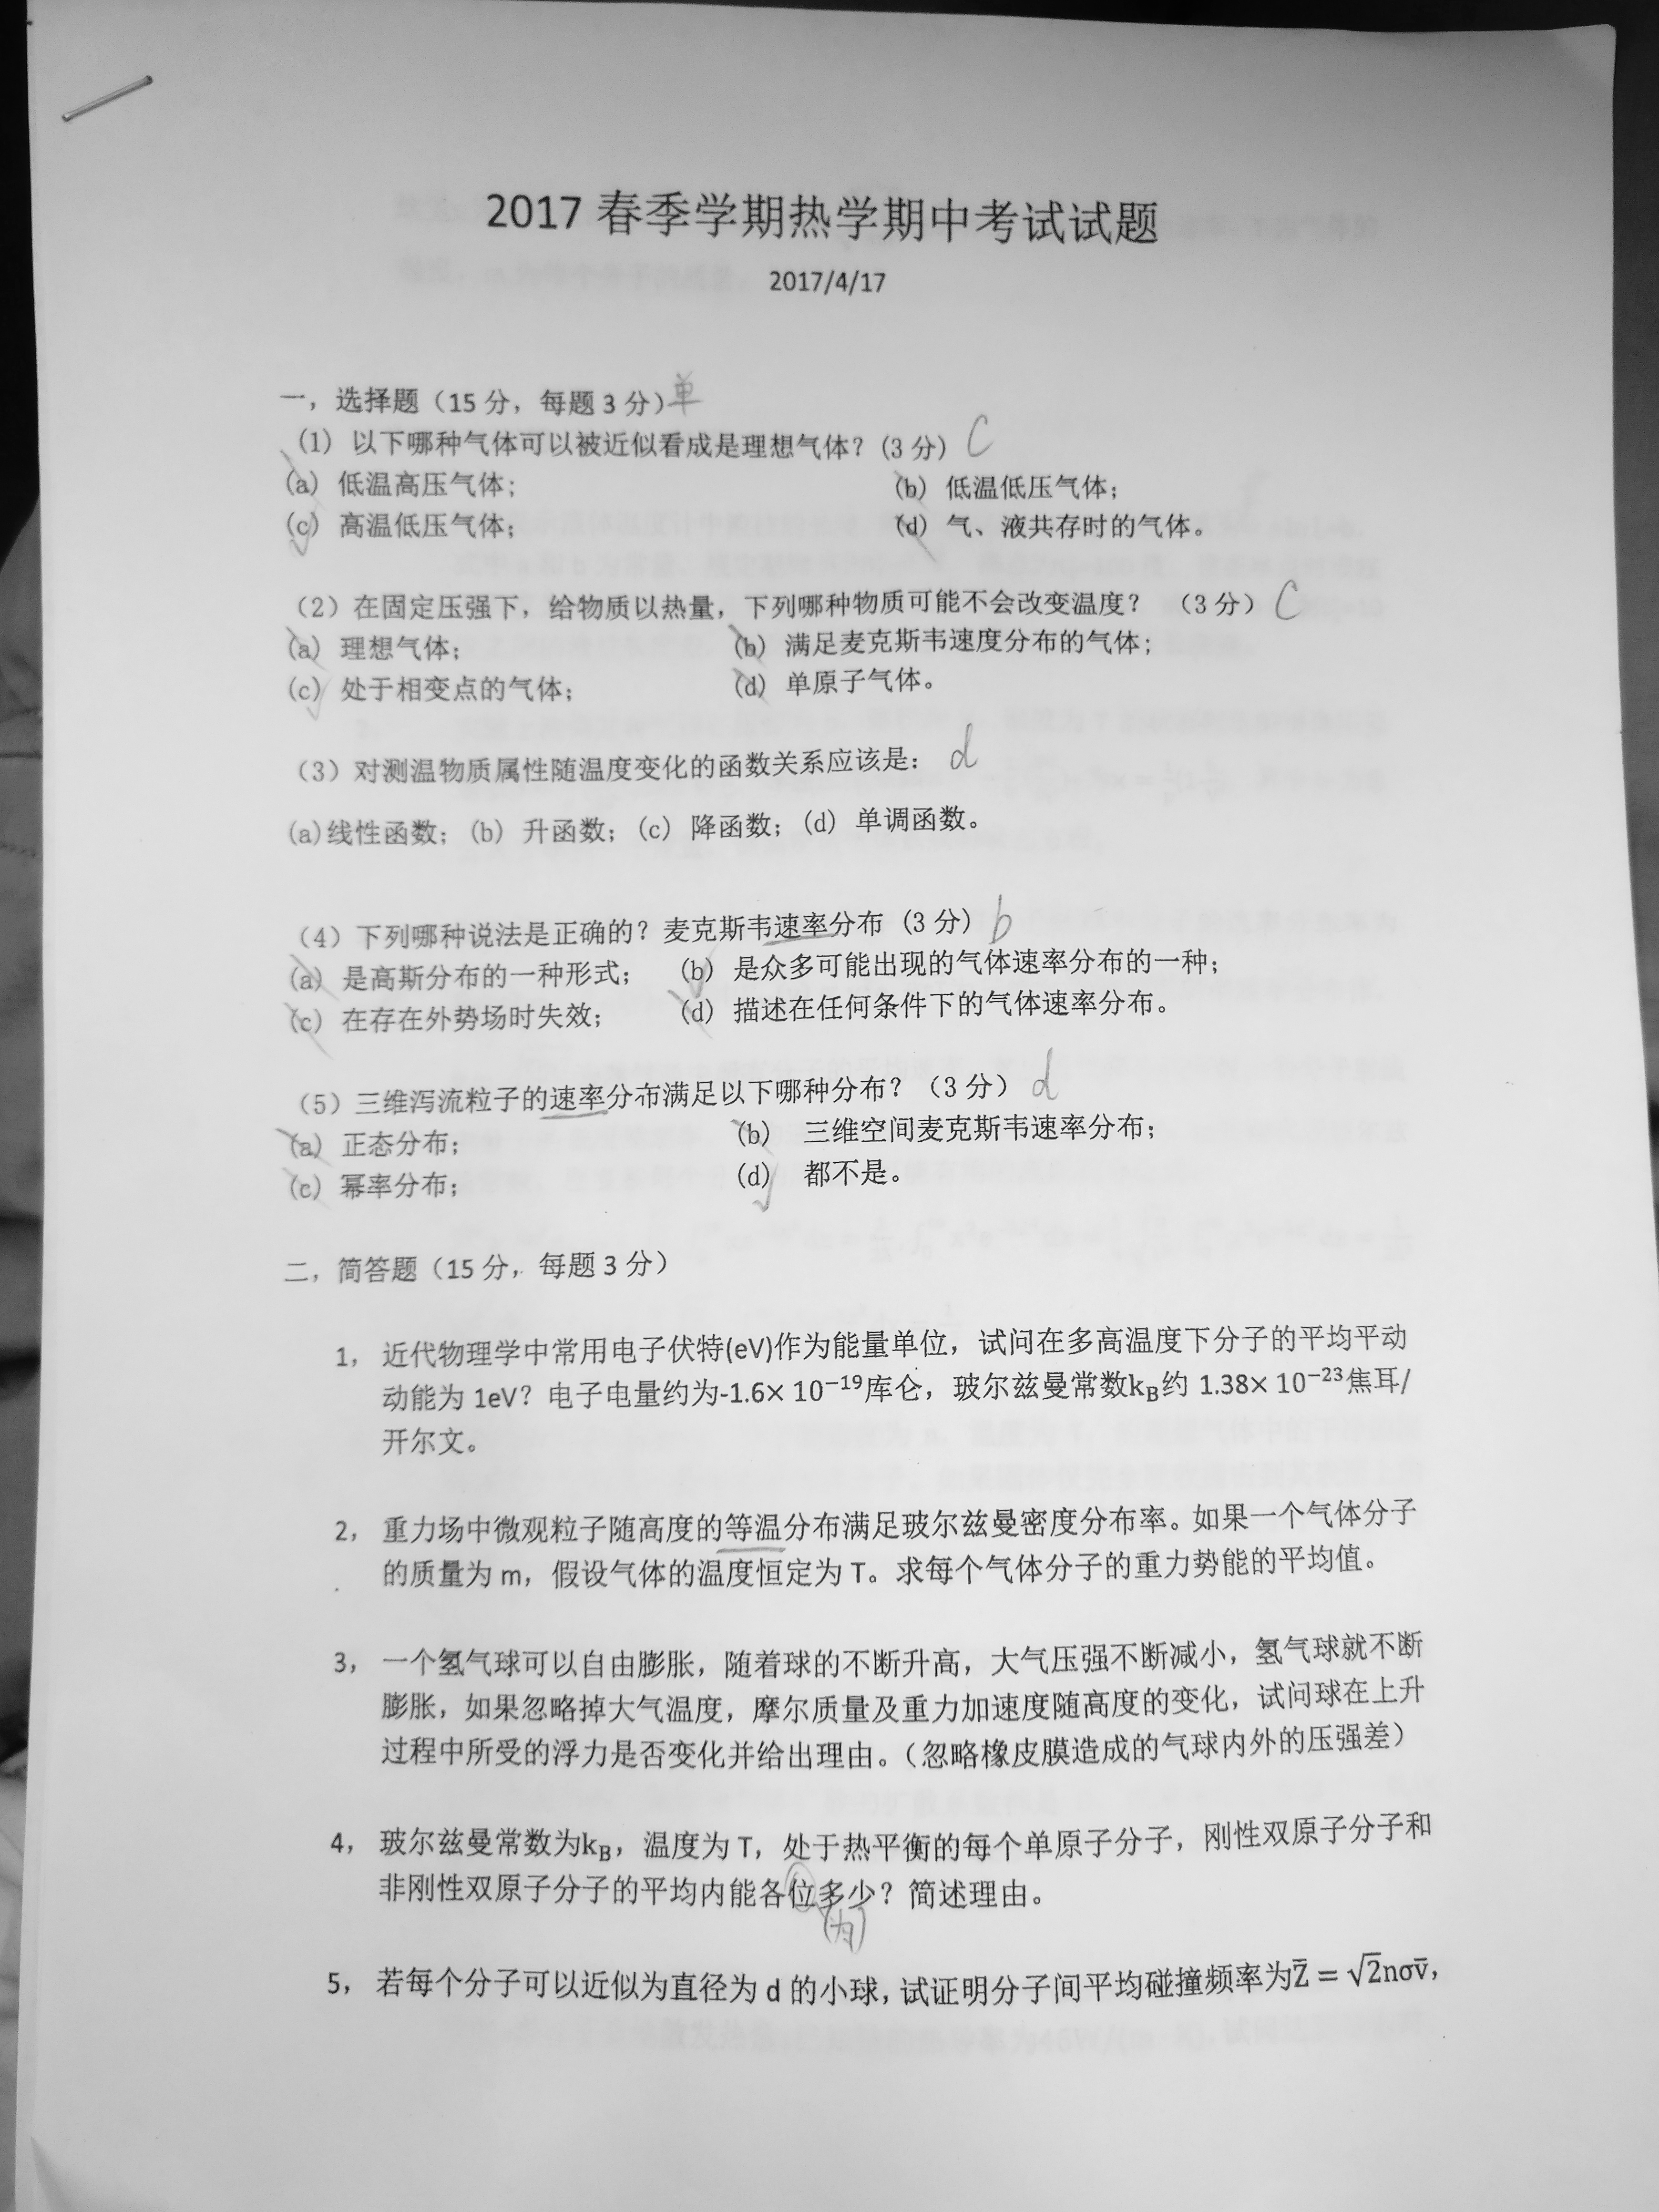 2017 春季学期热学期中考试试题
2017/4/17
一，选择题（15 分，每题 3 分）单
(1) 以下哪种气体可以被近似看成是理想气体？(3 分) C
(a) 低温高压气体； (b) 低温低压气体；
(c) 高温低压气体； (d) 气、液共存时的气体。
（2）在固定压强下，给物质以热量，下列哪种物质可能不会改变温度？ （3 分）C
(a) 理想气体； (b) 满足麦克斯韦速度分布的气体；
(c) 处于相变点的气体； (d) 单原子气体。
（3）对测温物质属性随温度变化的函数关系应该是： d
(a)线性函数；(b) 升函数；(c) 降函数；(d) 单调函数。
（4）下列哪种说法是正确的？麦克斯韦速率分布 (3 分) b
(a) 是高斯分布的一种形式； (b) 是众多可能出现的气体速率分布的一种；
(c) 在存在外势场时失效； (d) 描述在任何条件下的气体速率分布。
（5）三维泻流粒子的速率分布满足以下哪种分布？（3 分） d
(a) 正态分布； (b) 三维空间麦克斯韦速率分布；
(c) 幂率分布； (d) 都不是。
二，简答题（15 分，每题 3 分）
1， 近代物理学中常用电子伏特(eV)作为能量单位，试问在多高温度下分子的平均平动
动能为 1eV？电子电量约为-1.6× 10⁻¹⁹库仑，玻尔兹曼常数k_B约 1.38× 10⁻²³焦耳/
开尔文。
2， 重力场中微观粒子随高度的等温分布满足玻尔兹曼密度分布率。如果一个气体分子
的质量为 m，假设气体的温度恒定为 T。求每个气体分子的重力势能的平均值。
3， 一个氢气球可以自由膨胀，随着球的不断升高，大气压强不断减小，氢气球就不断
膨胀，如果忽略掉大气温度，摩尔质量及重力加速度随高度的变化，试问球在上升
过程中所受的浮力是否变化并给出理由。（忽略橡皮膜造成的气球内外的压强差）
4， 玻尔兹曼常数为k_B，温度为 T，处于热平衡的每个单原子分子，刚性双原子分子和
非刚性双原子分子的平均内能各位多少？简述理由。
(为)
5， 若每个分子可以近似为直径为 d 的小球，试证明分子间平均碰撞频率为Z̄ = √2nσv̄，